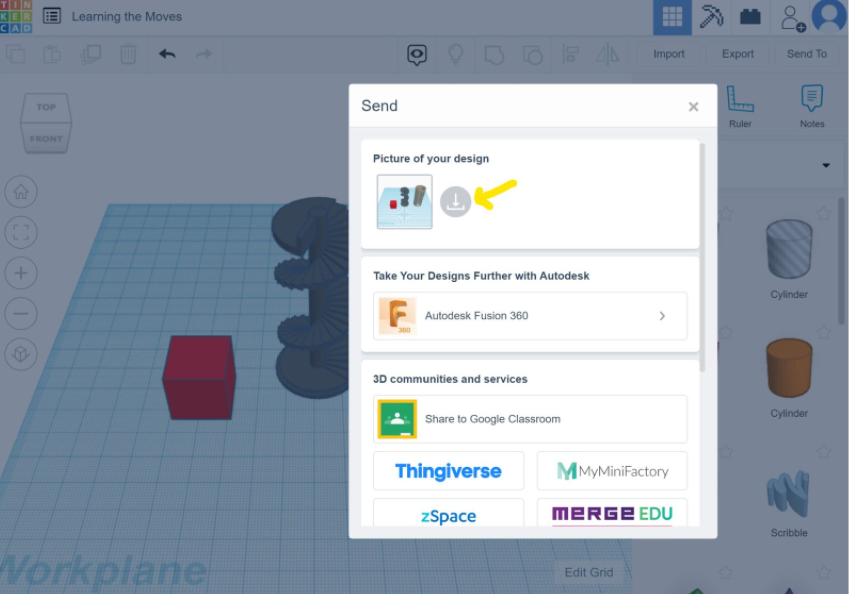 TIN
KER
CAD
Learning the Moves
Import
Export
Send To
TOP
FRONT
Send
×
Picture of your design
Take Your Designs Further with Autodesk
F
360
Autodesk Fusion 360
3D communities and services
Share to Google Classroom
Thingiverse
MyMiniFactory
zSpace
MERGE EDU
Ruler
Notes
Cylinder
Cylinder
Scribble
Workplane
Edit Grid